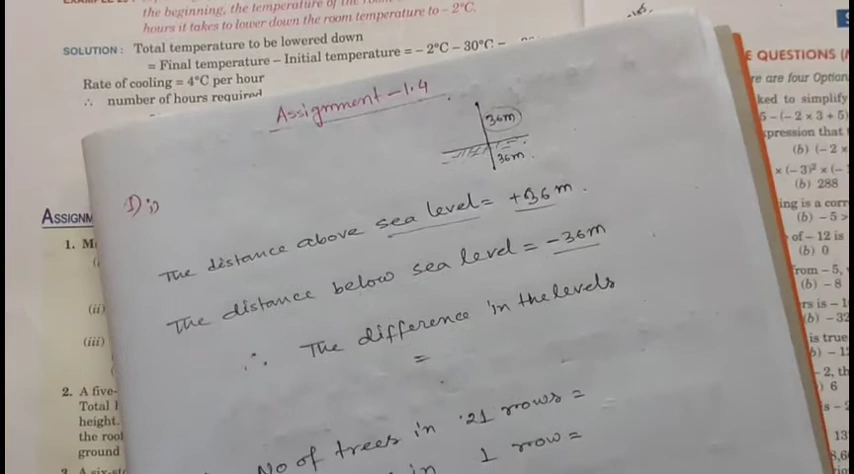 the beginning, the temperature of the
hours it takes to lower down the room temperature to – 2°C.
SOLUTION : Total temperature to be lowered down
= Final temperature – Initial temperature = – 2°C – 30°C –
Rate of cooling = 4°C per hour
∴ number of hours required
Assignment – 1.4
36m
36m
1) i)
The distance above sea level = +36m.
The distance below sea level = -36m
∴ The difference in the levels
=
No of trees in 21 rows =
in 1 row =
ASSIGNM
1. M
(ii)
(iii)
2. A five-
Total
height.
the roof
ground
3. A six-
E QUESTIONS
re are four Option
ked to simplify
5 – (– 2 × 3 + 5)
pression that
(b) (– 2 ×
× (– 3)² × (–
(b) 288
ing is a corr
(b) – 5 >
of – 12 is
(b) 0
from – 5,
(b) – 8
rs is – 1
(b) – 32
is true
b) – 1
– 2, th
) 6
s –
13